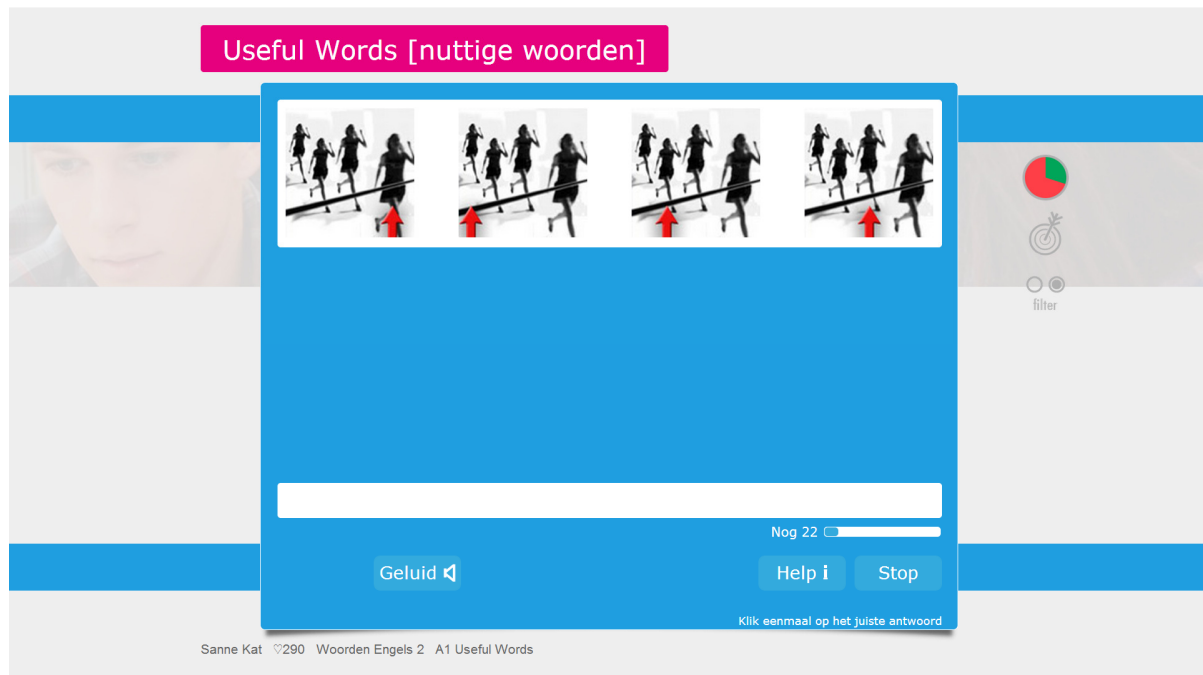 Useful Words [nuttige woorden]
filter
Nog 22
Geluid
Help i
Stop
Klik eenmaal op het juiste antwoord
Sanne Kat ♡290 Woorden Engels 2 A1 Useful Words